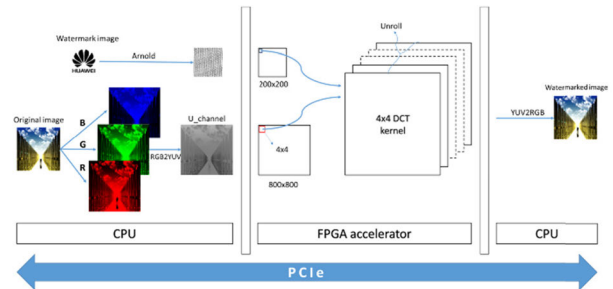 Watermark image
Arnold
HUAWEI
Original image
B
G
R
RGB2YUV
U_channel
Unroll
200x200
4x4
800x800
4x4 DCT
kernel
Watermarked image
YUV2RGB
CPU
FPGA accelerator
CPU
PCIe